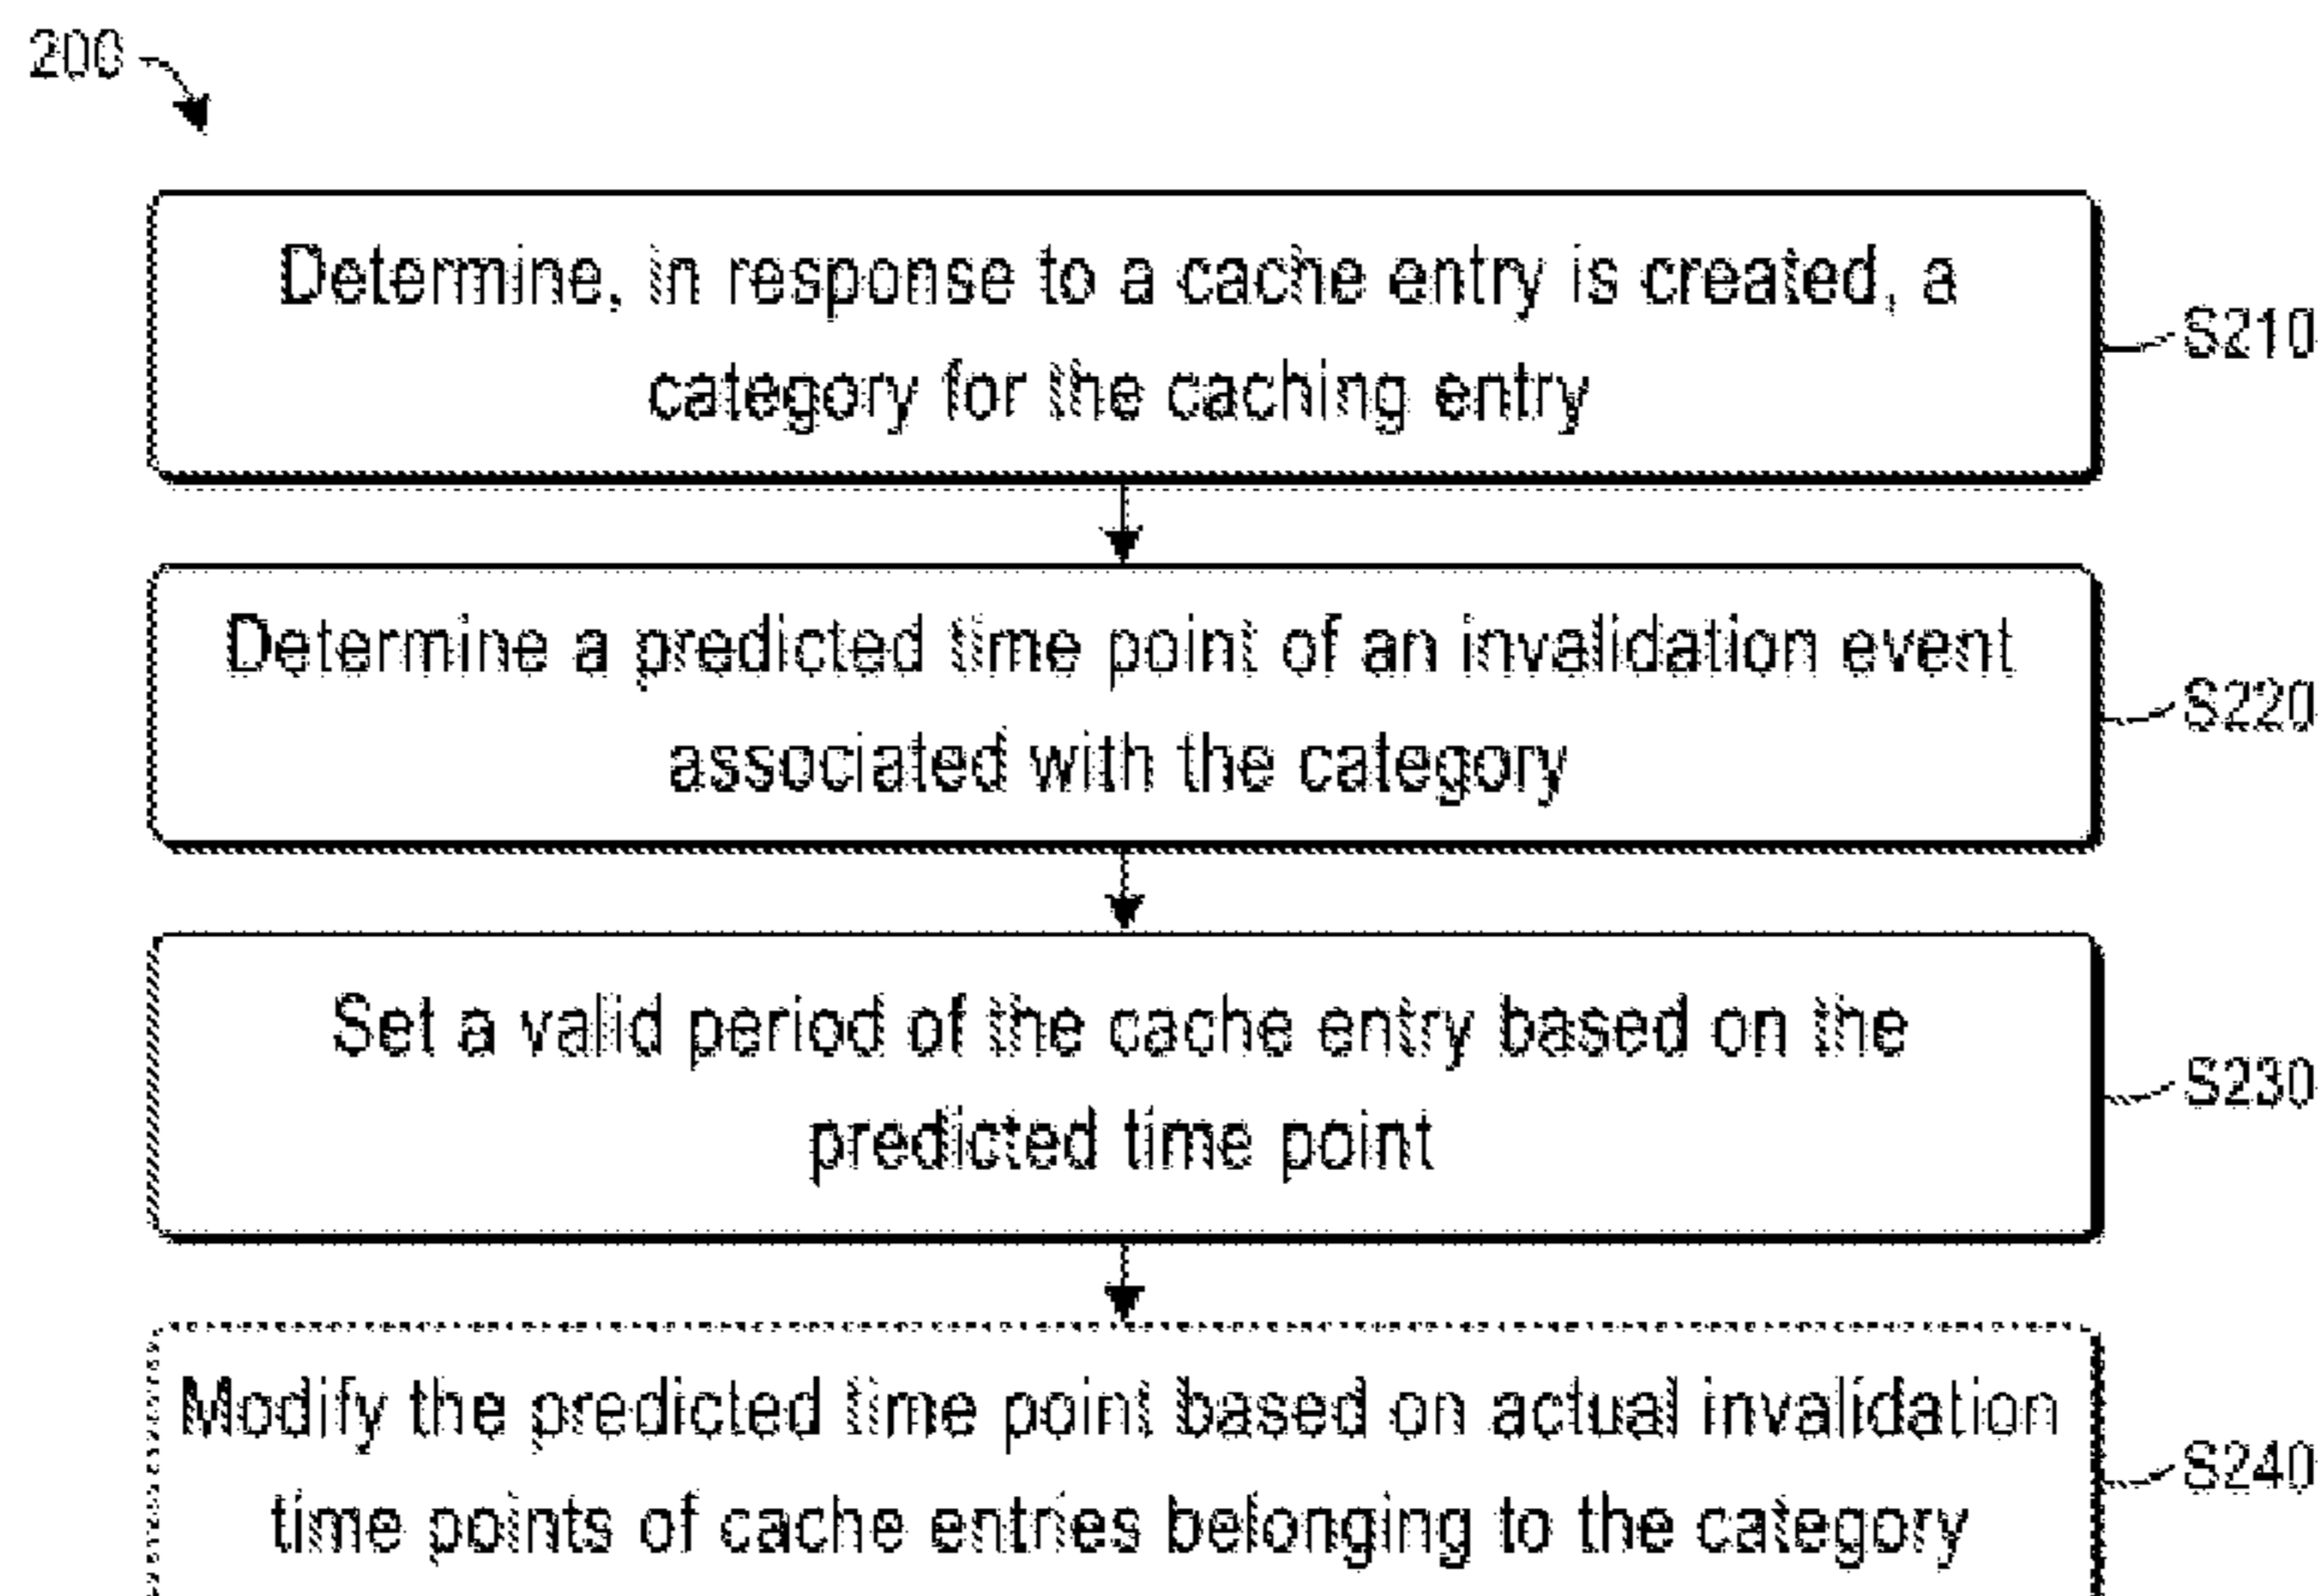 200
Determine, in response to a cache entry is created, a
category for the caching entry
S210
Determine a predicted time point of an invalidation event
associated with the category
S220
Set a valid period of the cache entry based on the
predicted time point
S230
Modify the predicted time point based on actual invalidation
time points of cache entries belonging to the category
S240